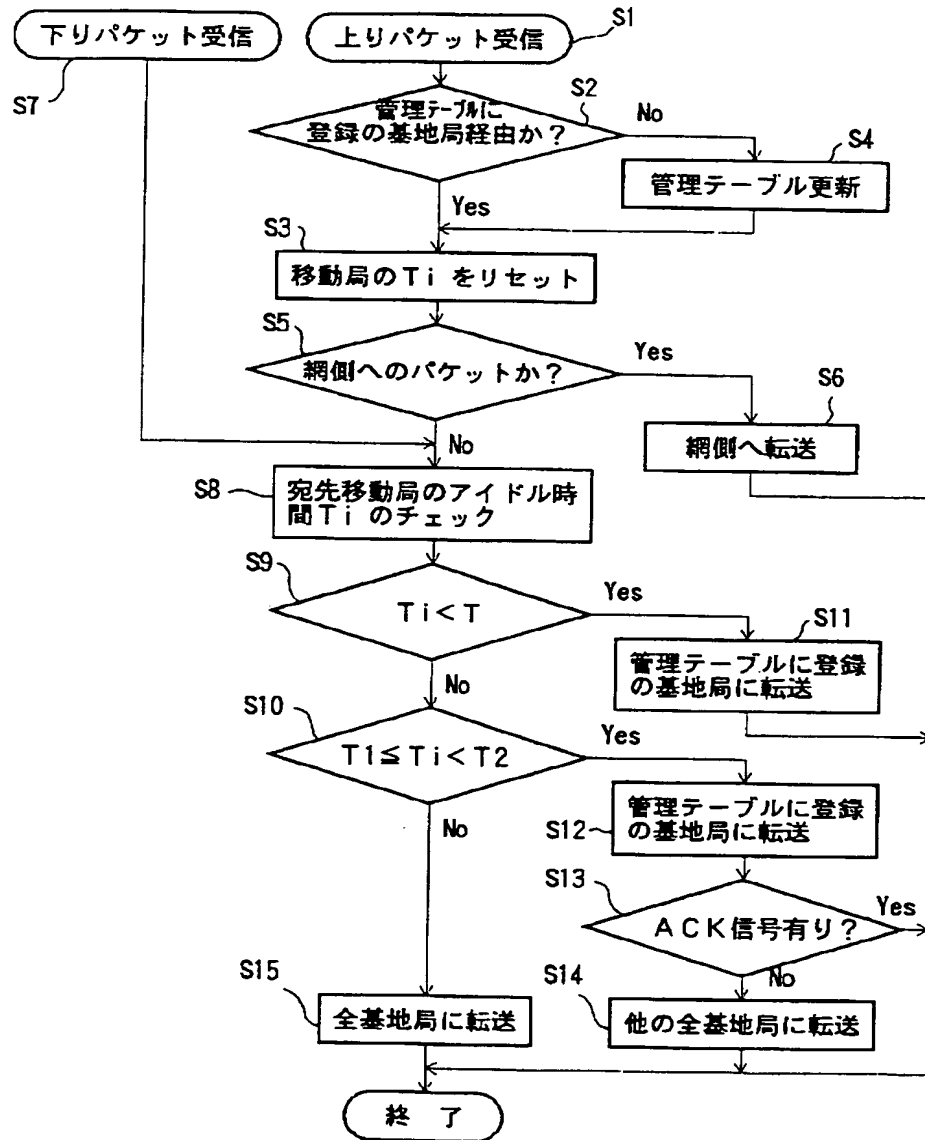 下りパケット受信
上りパケット受信
S1
S7
管理テーブルに
登録の基地局経由か？
S2
No
S4
管理テーブル更新
Yes
S3
移動局のＴｉをリセット
S5
網側へのパケットか？
Yes
S6
網側へ転送
No
S8
宛先移動局のアイドル時
間Ｔｉのチェック
S9
Ｔｉ＜Ｔ
Yes
S11
管理テーブルに登録
の基地局に転送
No
S10
Ｔ1≦Ｔｉ＜Ｔ2
Yes
管理テーブルに登録
の基地局に転送
S12
No
S13
ＡＣＫ信号有り？
Yes
No
S15
全基地局に転送
S14
他の全基地局に転送
終 了